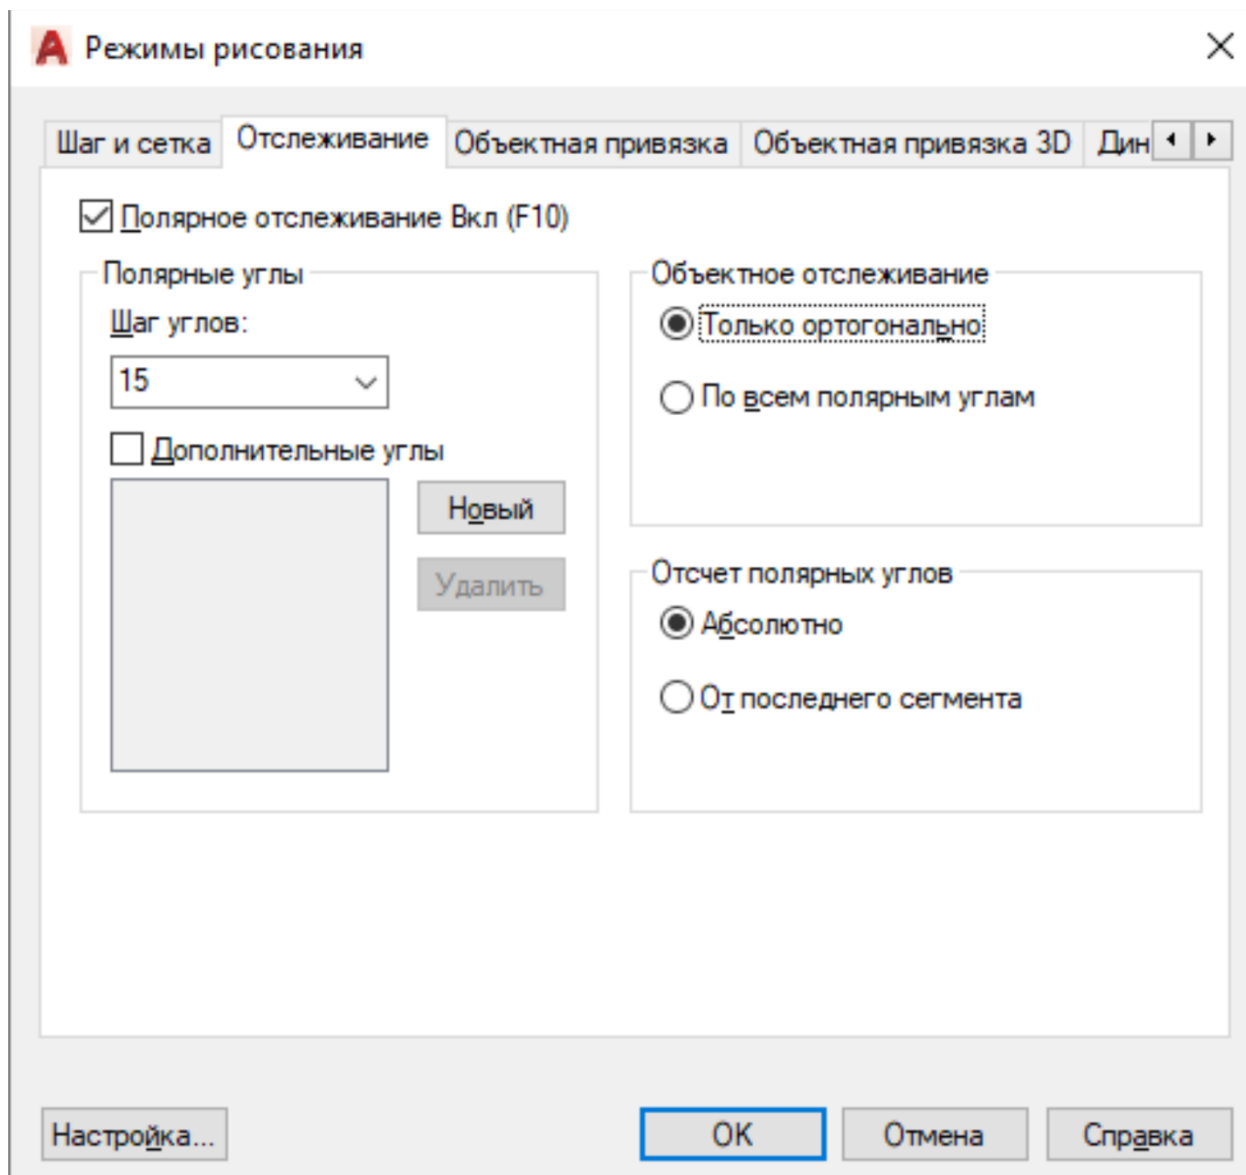 Режимы рисования
Шаг и сетка Отслеживание Объектная привязка Объектная привязка 3D Дин
Полярное отслеживание Вкл (F10)
Полярные углы
Шаг углов:
15
Дополнительные углы
Новый
Удалить
Объектное отслеживание
Только ортогонально
По всем полярным углам
Отсчет полярных углов
Абсолютно
От последнего сегмента
Настройка... OK Отмена Справка